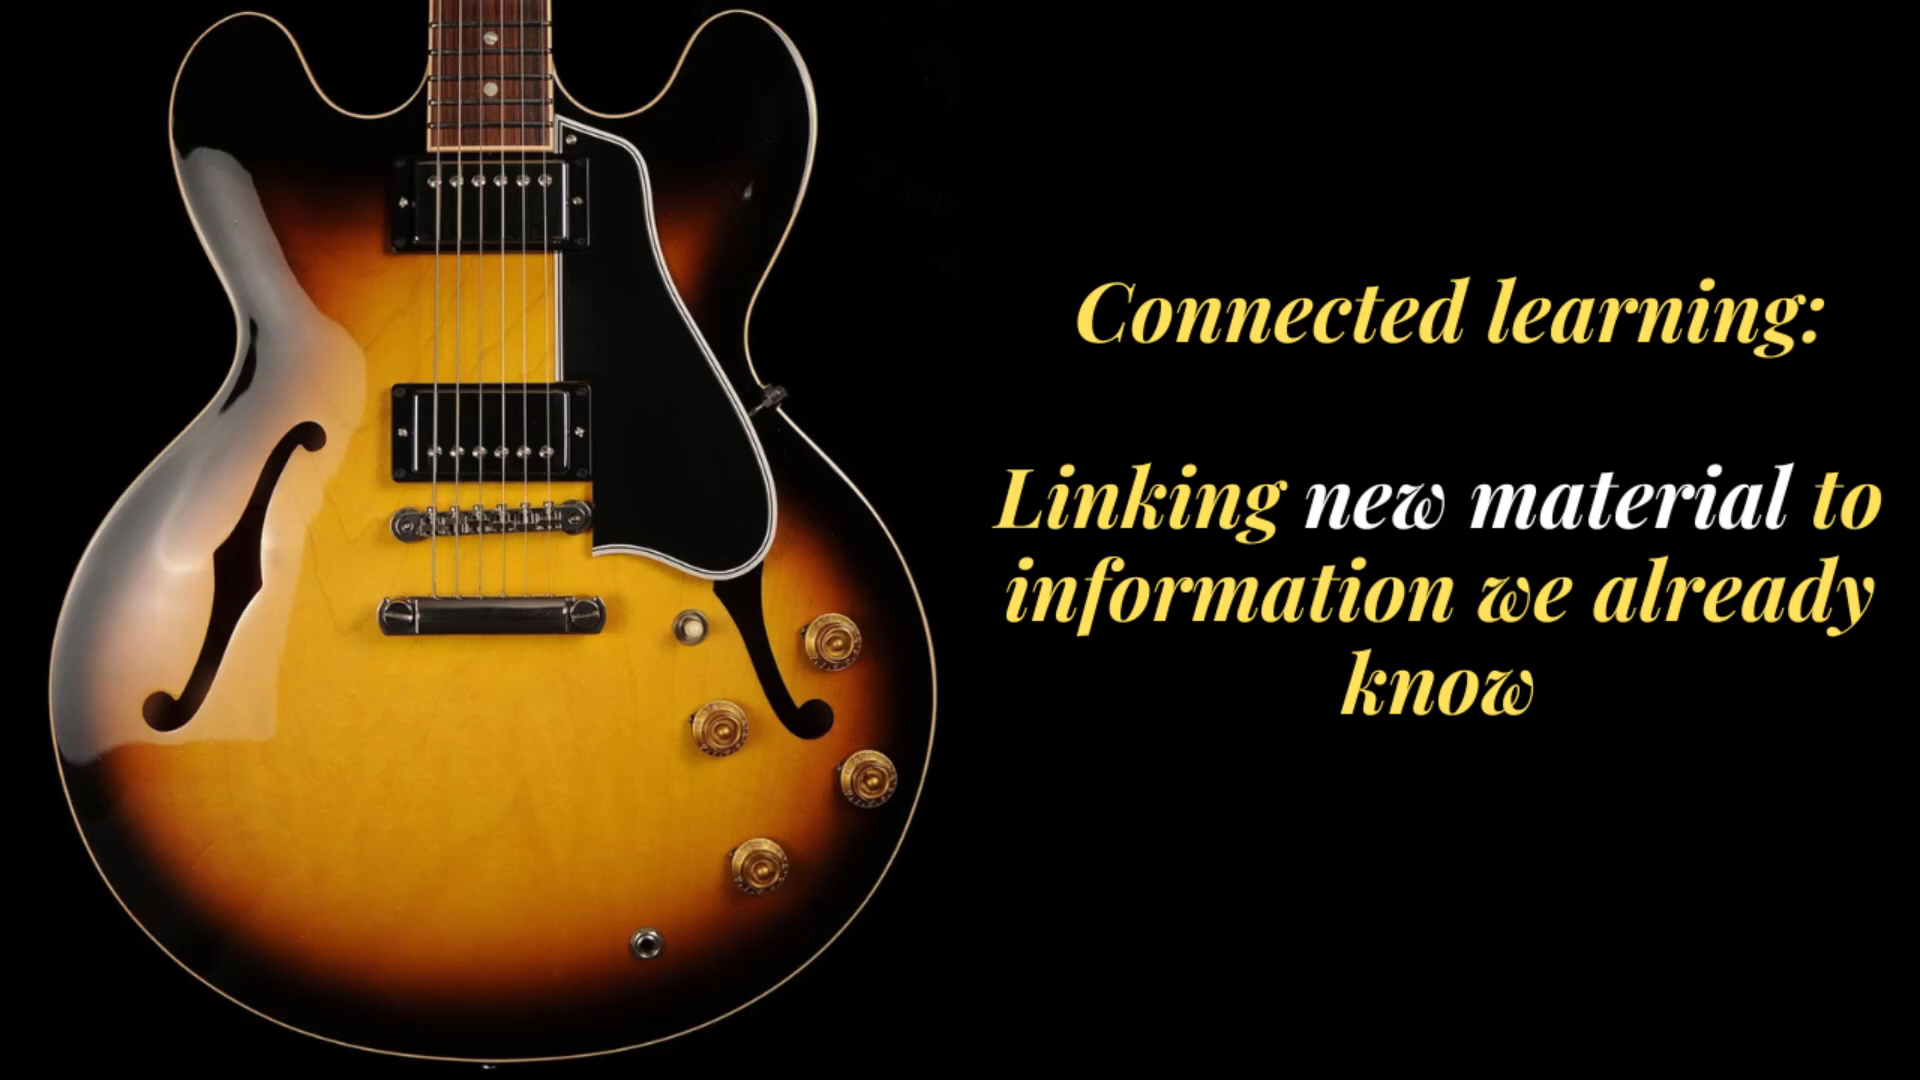 Connected learning:
Linking new material to
information we already
know